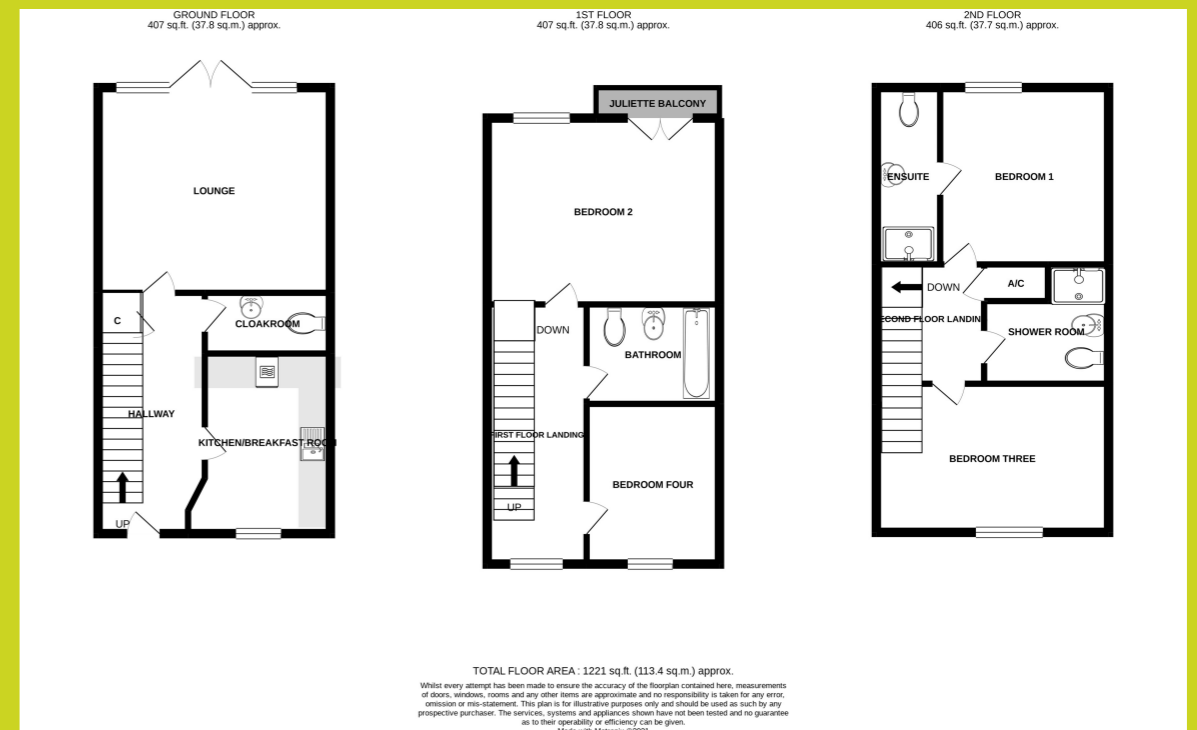 GROUND FLOOR
407 sq.ft. (37.8 sq.m.) approx.
1ST FLOOR
407 sq.ft. (37.8 sq.m.) approx.
2ND FLOOR
406 sq.ft. (37.7 sq.m.) approx.
LOUNGE
C
CLOAKROOM
HALLWAY
KITCHEN/BREAKFAST ROOM
UP
JULIETTE BALCONY
BEDROOM 2
DOWN
BATHROOM
FIRST FLOOR LANDING
BEDROOM FOUR
UP
ENSUITE
BEDROOM 1
DOWN
A/C
SECOND FLOOR LANDING
SHOWER ROOM
BEDROOM THREE
TOTAL FLOOR AREA : 1221 sq.ft. (113.4 sq.m.) approx.
Whilst every attempt has been made to ensure the accuracy of the floorplan contained here, measurements
of doors, windows, rooms and any other items are approximate and no responsibility is taken for any error,
omission or mis-statement. This plan is for illustrative purposes only and should be used as such by any
prospective purchaser. The services, systems and appliances shown have not been tested and no guarantee
as to their operability or efficiency can be given.
Made with Metropix ©2021